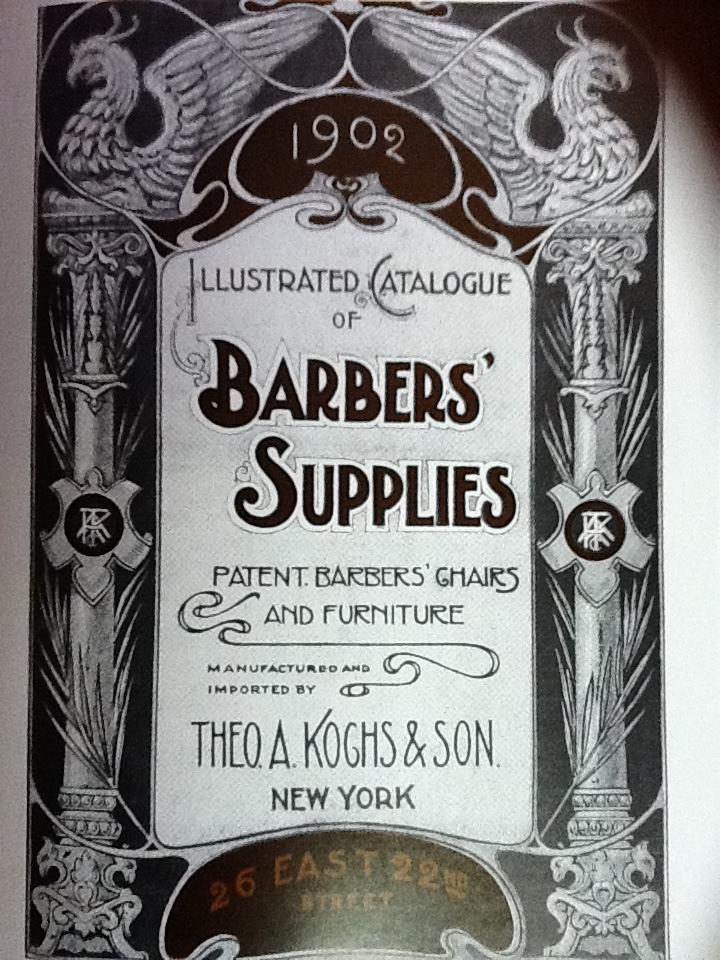 1902
ILLUSTRATED CATALOGUE
OF
BARBERS'
SUPPLIES
PATENT. BARBERS' CHAIRS
AND FURNITURE
MANUFACTURED AND
IMPORTED BY
THEO. A. KOCHS & SON.
NEW YORK
26 EAST 22ND
STREET